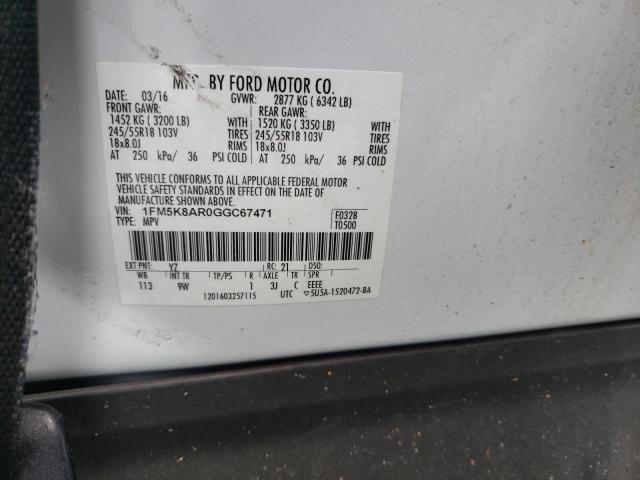 MFD. BY FORD MOTOR CO.
DATE: 03/16 GVWR: 2877 KG ( 6342 LB)
FRONT GAWR: REAR GAWR:
1452 KG ( 3200 LB) WITH 1520 KG ( 3350 LB) WITH
245/55R18 103V TIRES 245/55R18 103V TIRES
18x8.0J RIMS 18x8.0J RIMS
AT 250 kPa/ 36 PSI COLD AT 250 kPa/ 36 PSI COLD
THIS VEHICLE CONFORMS TO ALL APPLICABLE FEDERAL MOTOR
VEHICLE SAFETY STANDARDS IN EFFECT ON THE DATE OF
MANUFACTURE SHOWN ABOVE.
VIN: 1FM5K8AR0GGC67471 F0328
TYPE: MPV T0500
EXT PNT: YZ RC: 21 DSO:
WB INT TR TP/PS R AXLE TR SPR
113 9W 1 3J C EEEE
1201603257115 UTC ▽5U5A-1520472-BA